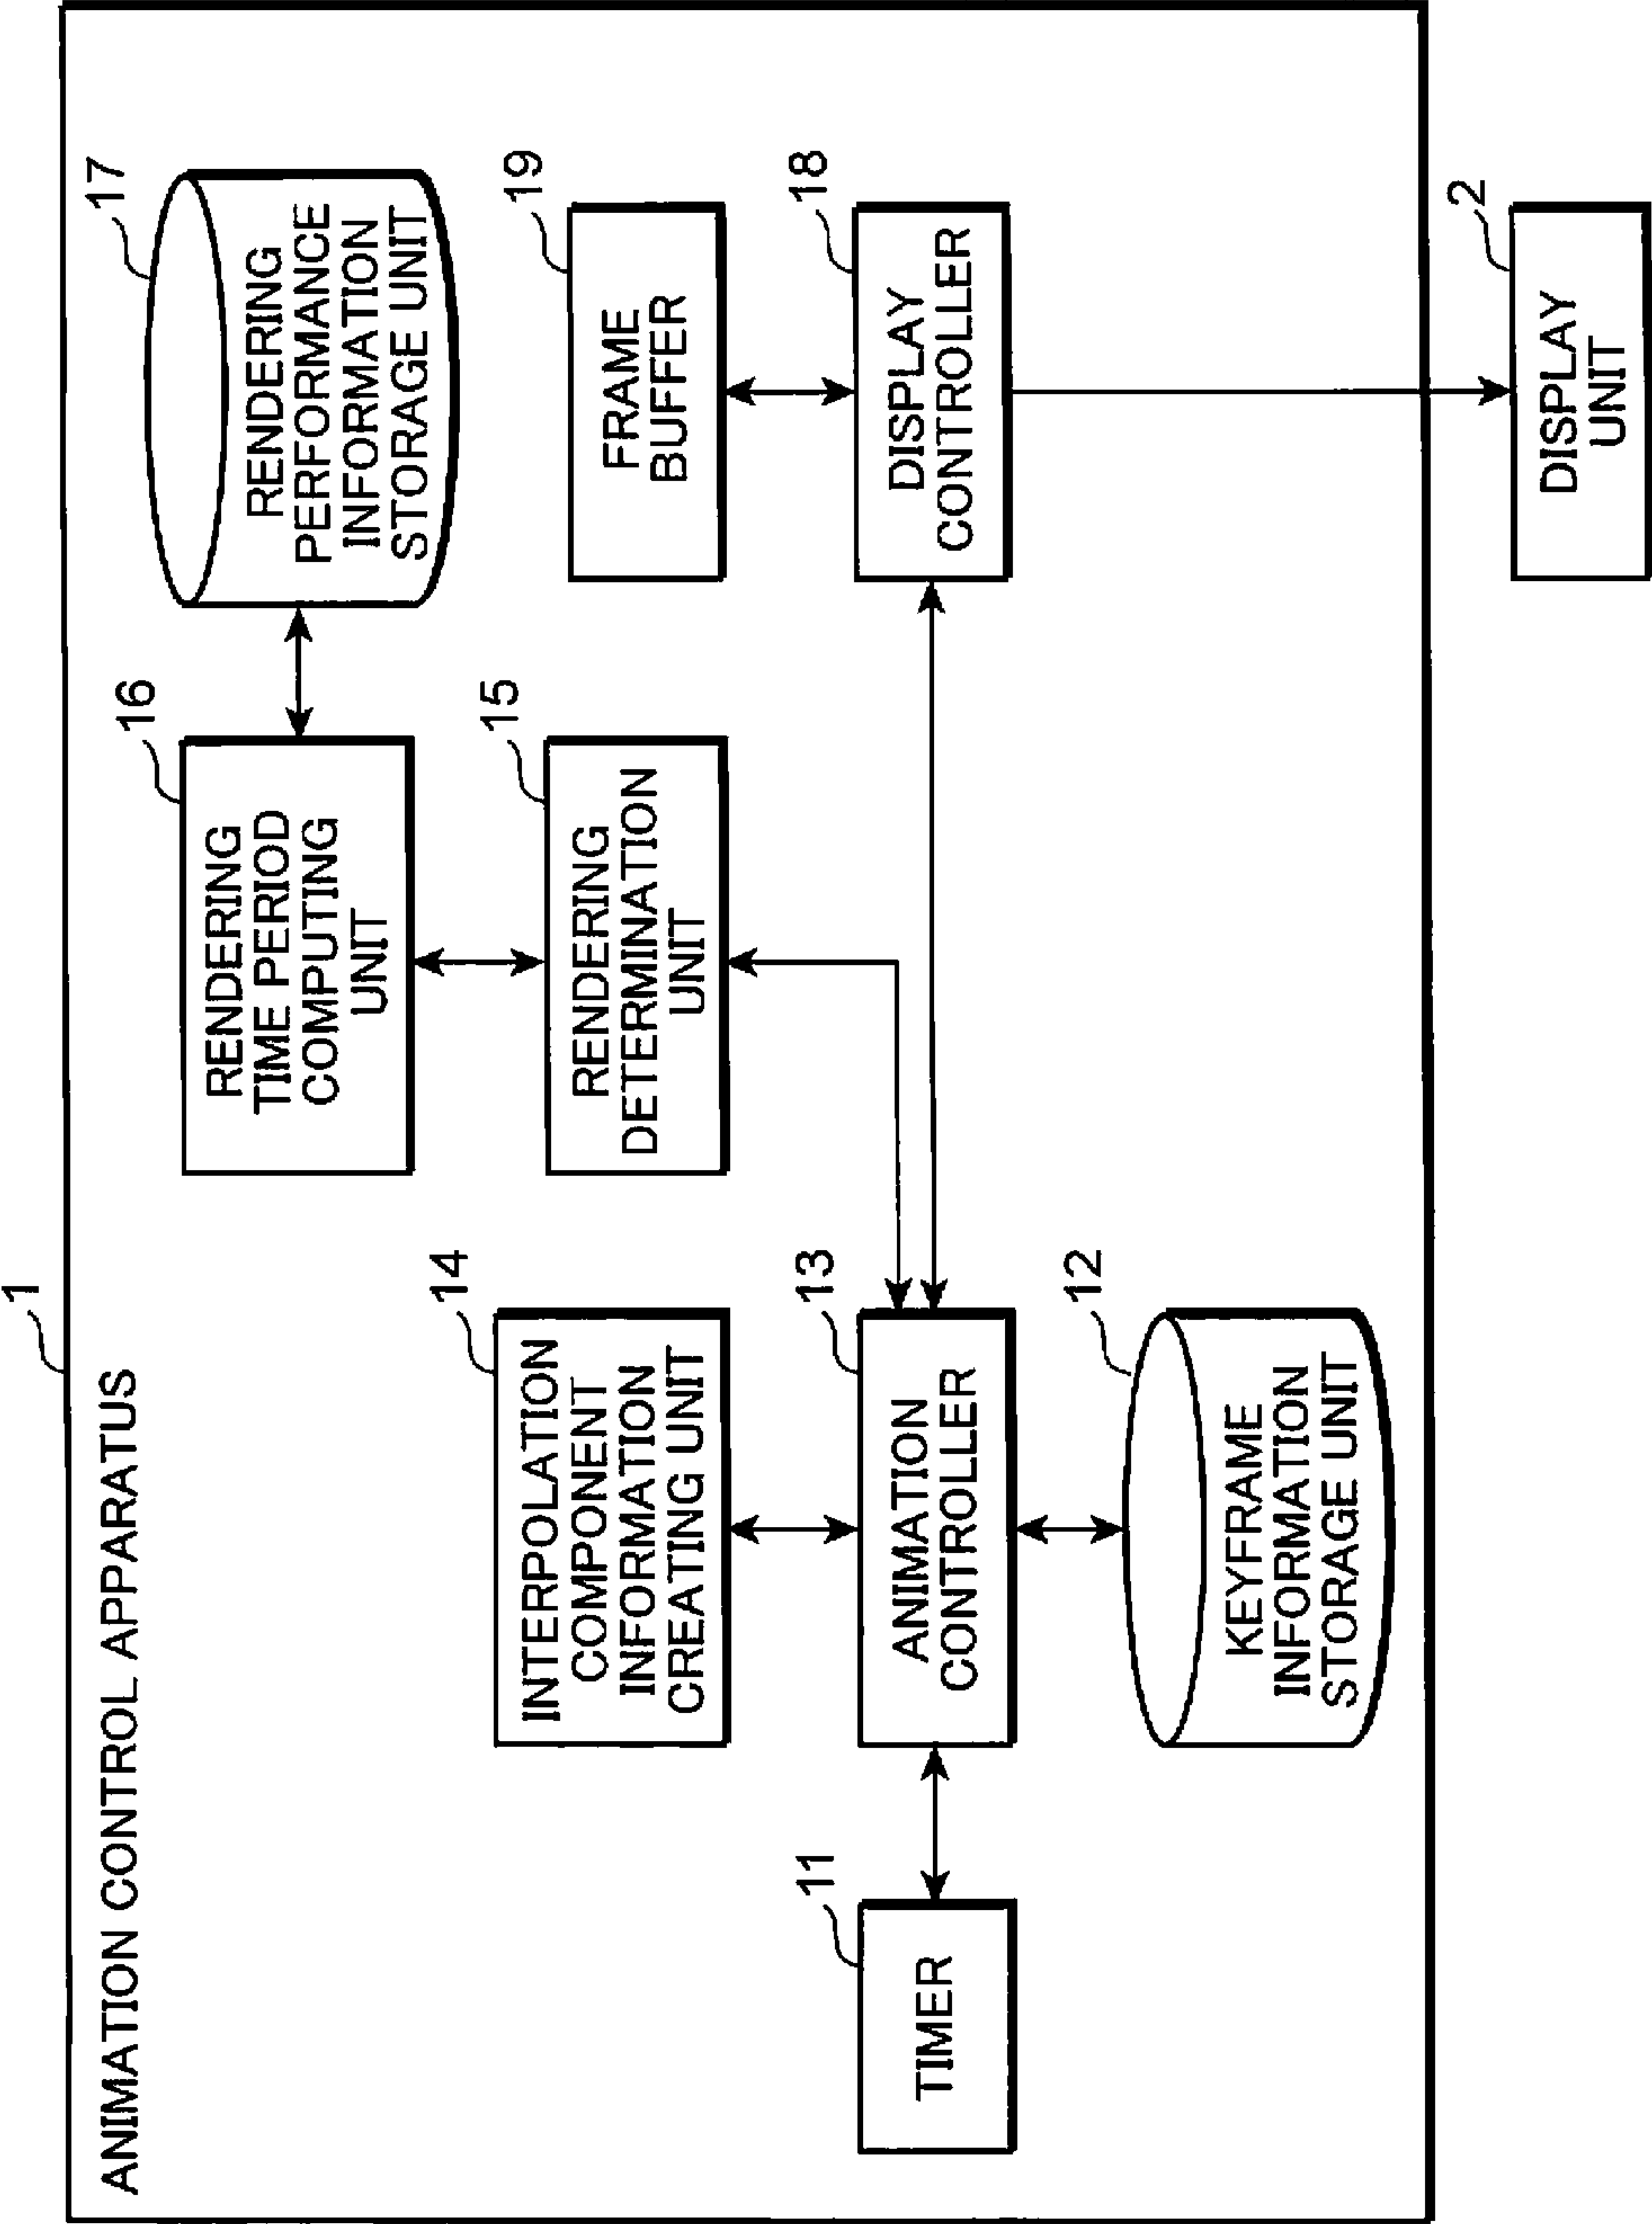 1
ANIMATION CONTROL APPARATUS
11
TIMER
14
INTERPOLATION
COMPONENT
INFORMATION
CREATING UNIT
13
ANIMATION
CONTROLLER
12
KEYFRAME
INFORMATION
STORAGE UNIT
16
RENDERING
TIME PERIOD
COMPUTING
UNIT
15
RENDERING
DETERMINATION
UNIT
17
RENDERING
PERFORMANCE
INFORMATION
STORAGE UNIT
19
FRAME
BUFFER
18
DISPLAY
CONTROLLER
2
DISPLAY
UNIT